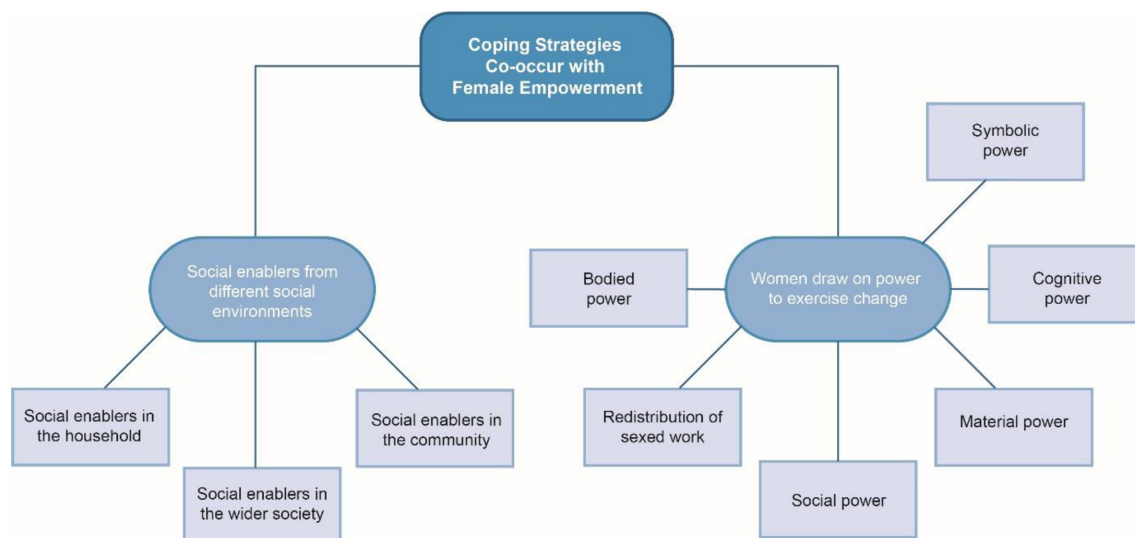 Coping Strategies
Co-occur with
Female Empowerment
Social enablers from
different social
environments
Social enablers in
the household
Social enablers in
the wider society
Social enablers in
the community
Women draw on power
to exercise change
Symbolic
power
Bodied
power
Cognitive
power
Redistribution of
sexed work
Material power
Social power